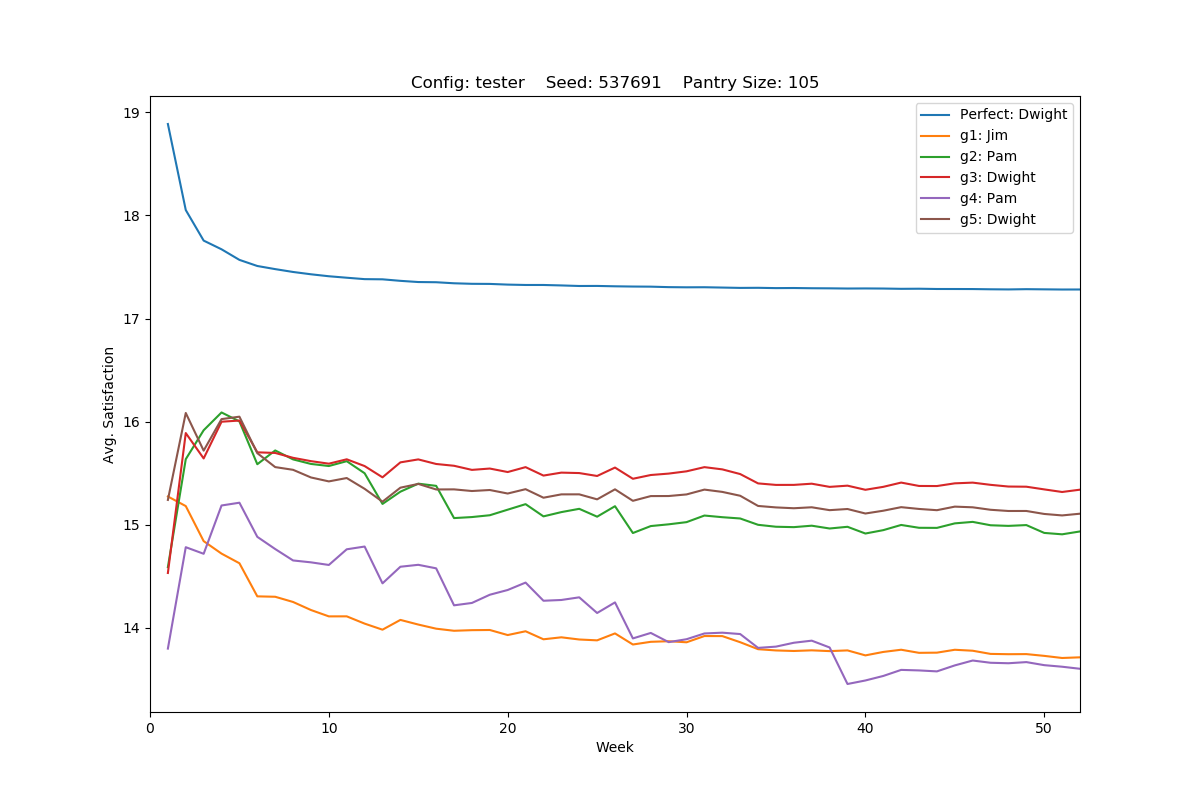 Config: tester    Seed: 537691    Pantry Size: 105
19
18
17
16
15
14
Avg. Satisfaction
Perfect: Dwight
g1: Jim
g2: Pam
g3: Dwight
g4: Pam
g5: Dwight
0 10 20 30 40 50
Week